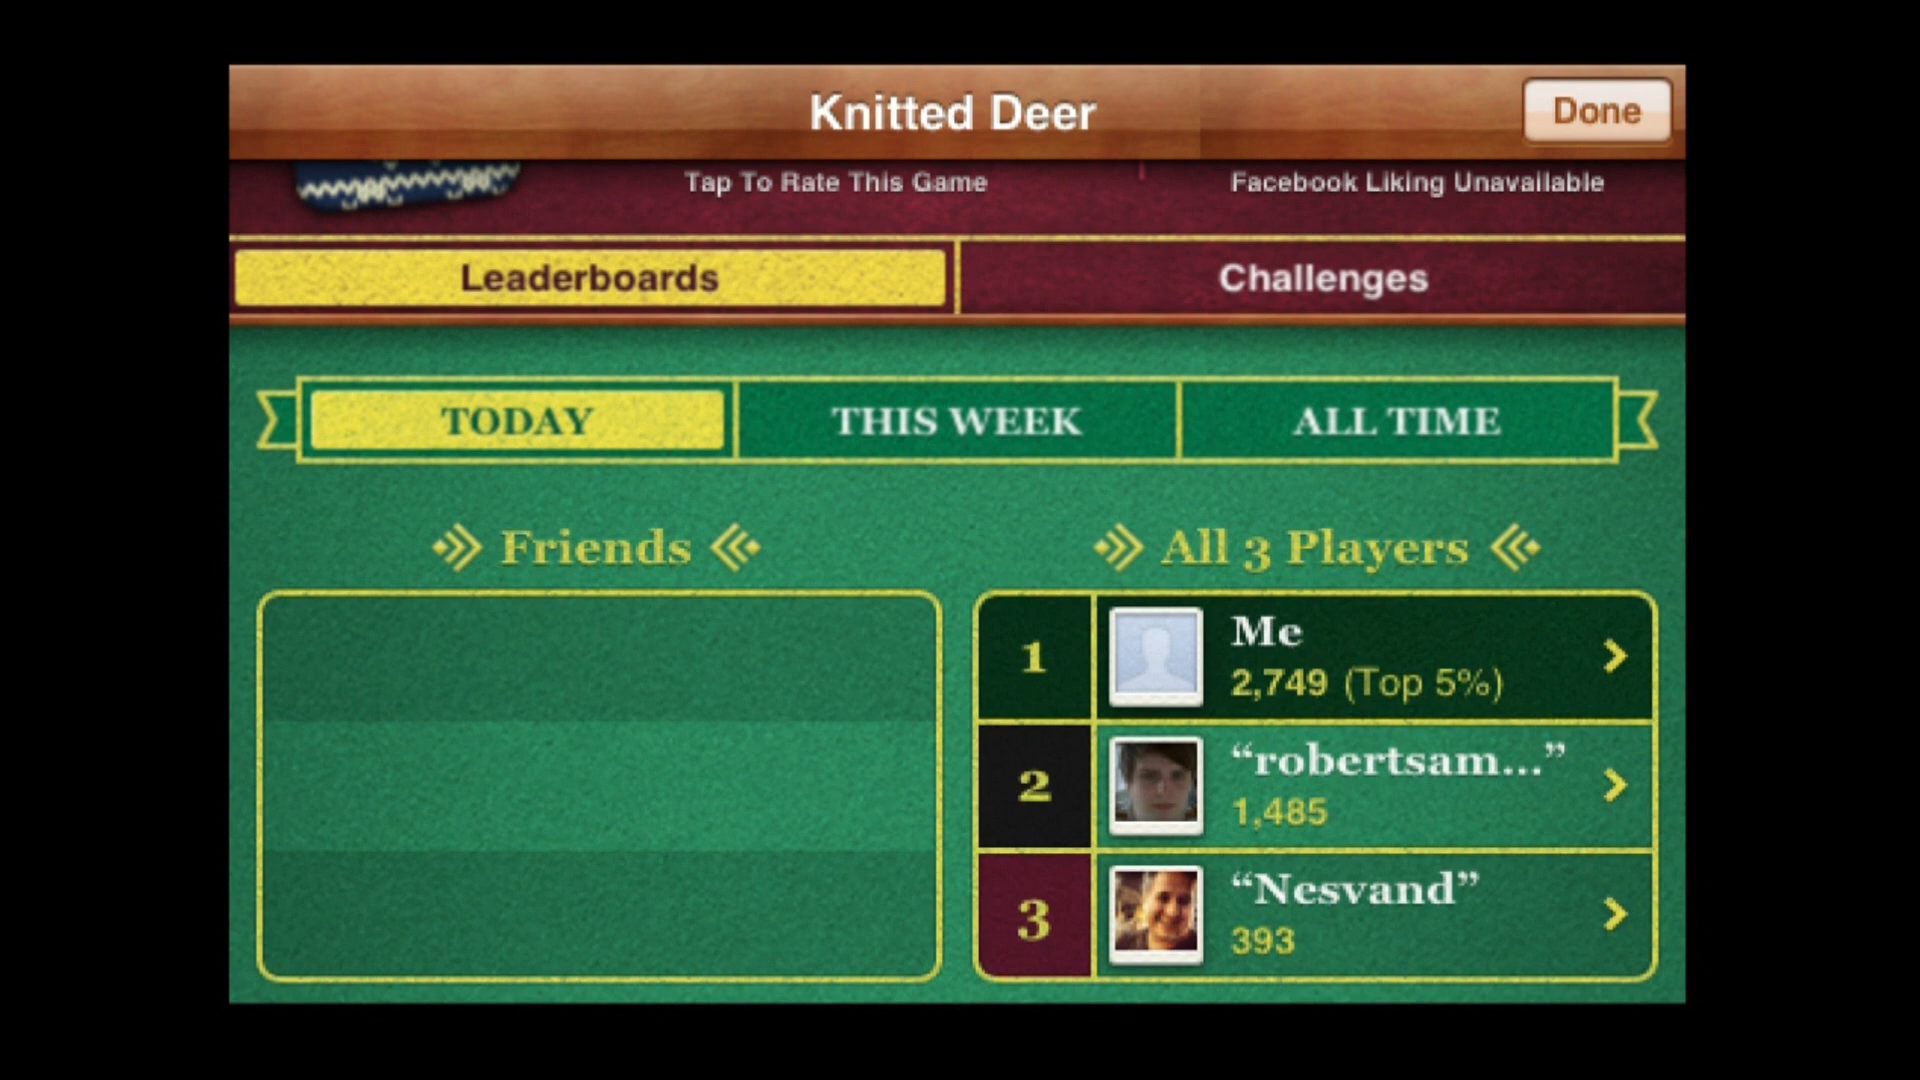 Knitted Deer
Done
Tap To Rate This Game
Facebook Liking Unavailable
Leaderboards
Challenges
TODAY
THIS WEEK
ALL TIME
Friends
All 3 Players
1
Me
2,749 (Top 5%)
2
“robertsam...”
1,485
3
“Nesvand”
393